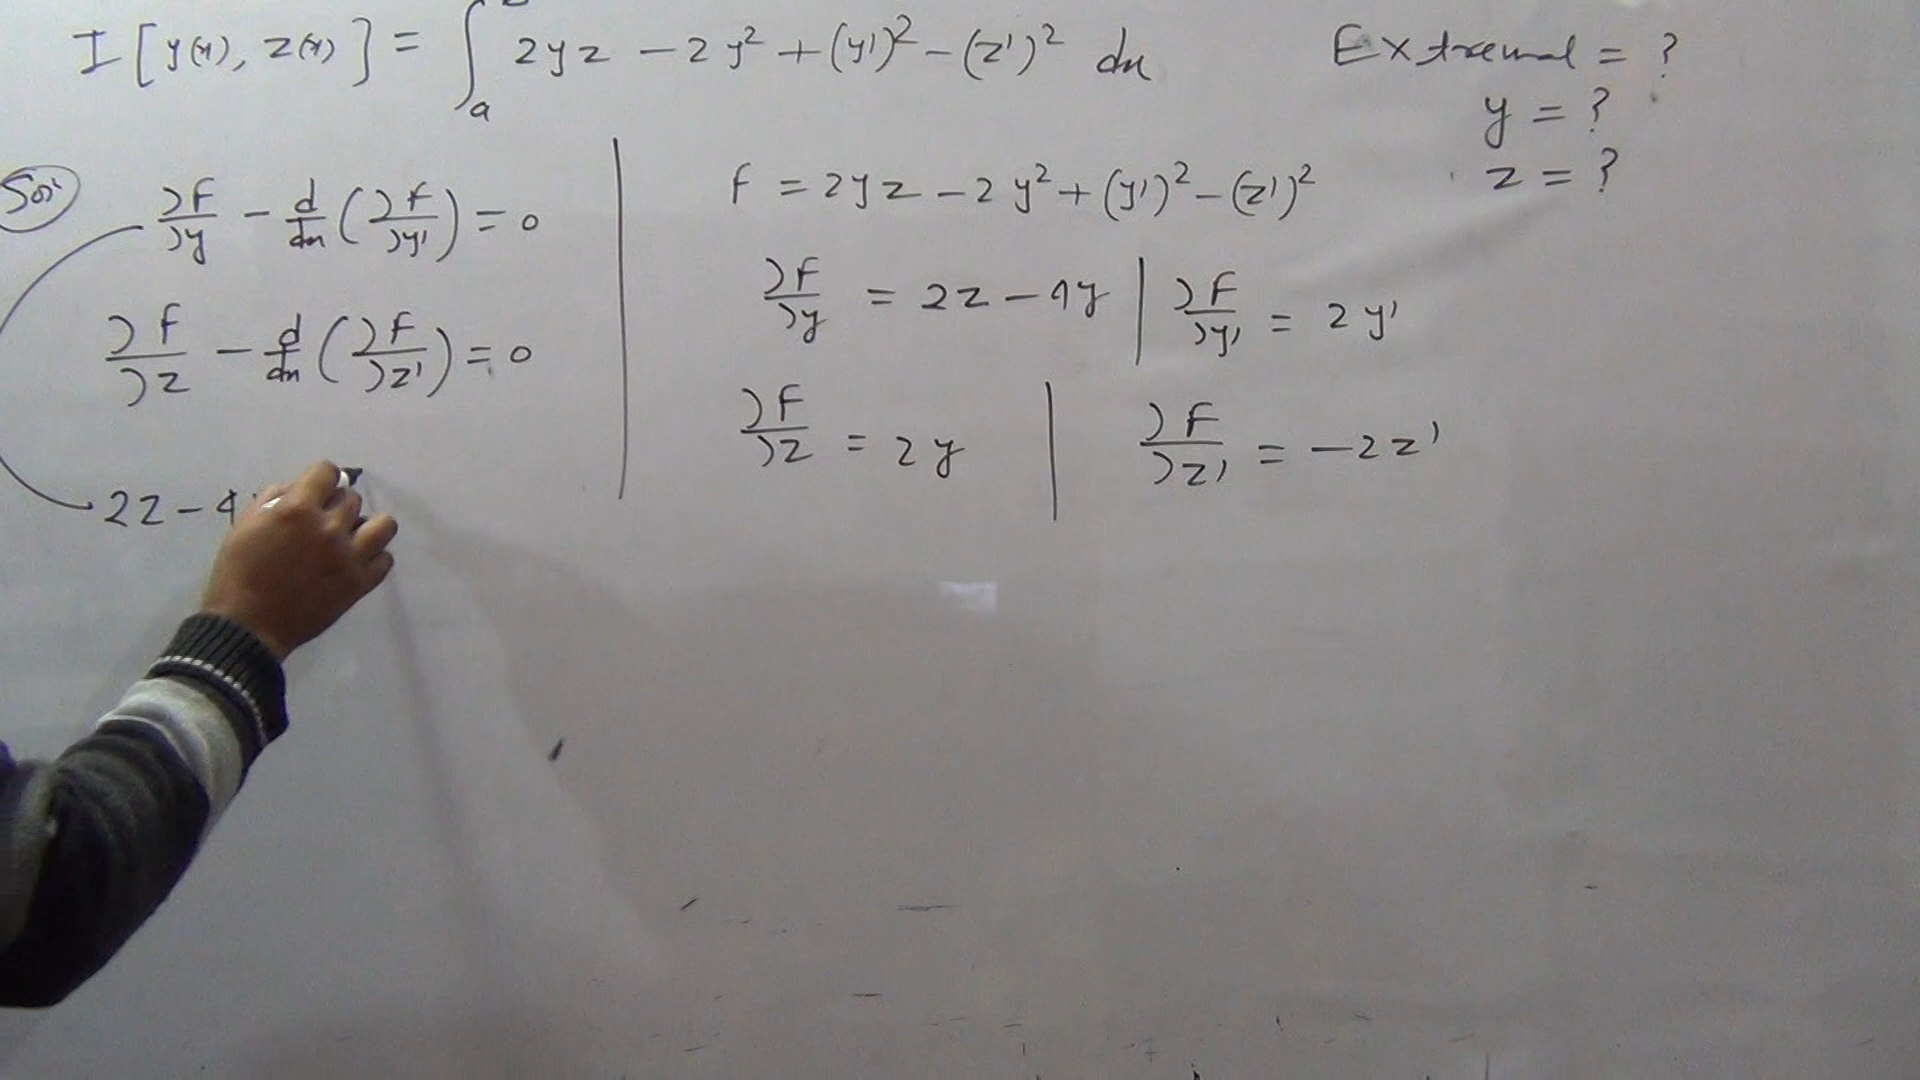 I[y(x), z(x)] = ∫ₐ 2yz − 2y² + (y′)² − (z′)² dx
Extremal = ?
y = ?
z = ?
Sol
∂F/∂y − d/dx (∂F/∂y′) = 0
∂F/∂z − d/dx (∂F/∂z′) = 0
2z − 4
F = 2yz − 2y² + (y′)² − (z′)²
∂F/∂y = 2z − 4y | ∂F/∂y′ = 2y′
∂F/∂z = 2y | ∂F/∂z′ = −2z′